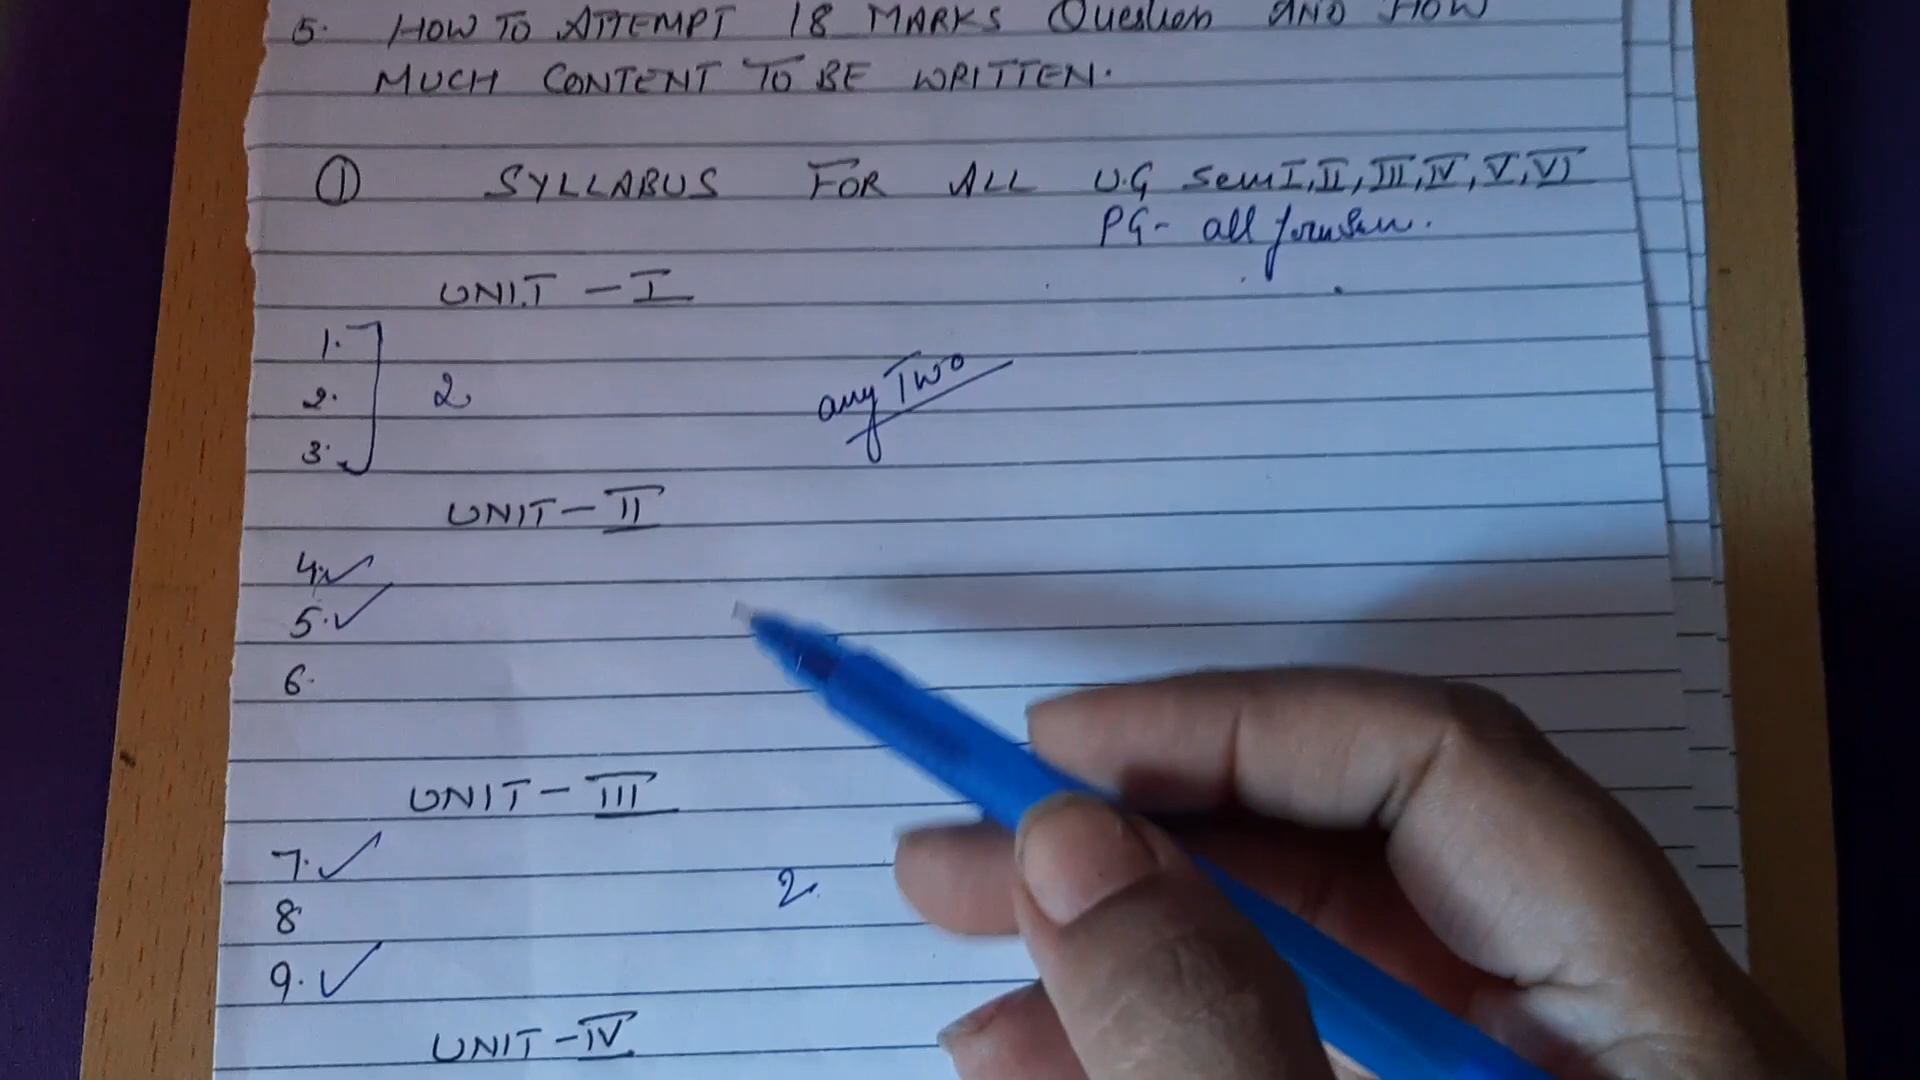 5. HOW TO ATTEMPT 18 MARKS Question AND HOW
MUCH CONTENT TO BE WRITTEN.
① SYLLABUS FOR ALL U.G Sem I, II, III, IV, V, VI
PG- all four Sem.
UNIT - I
1.
2. 2
3.
any Two
UNIT - II
4. ✓
5. ✓
6.
UNIT - III
7. ✓
8 2.
9. ✓
UNIT - IV